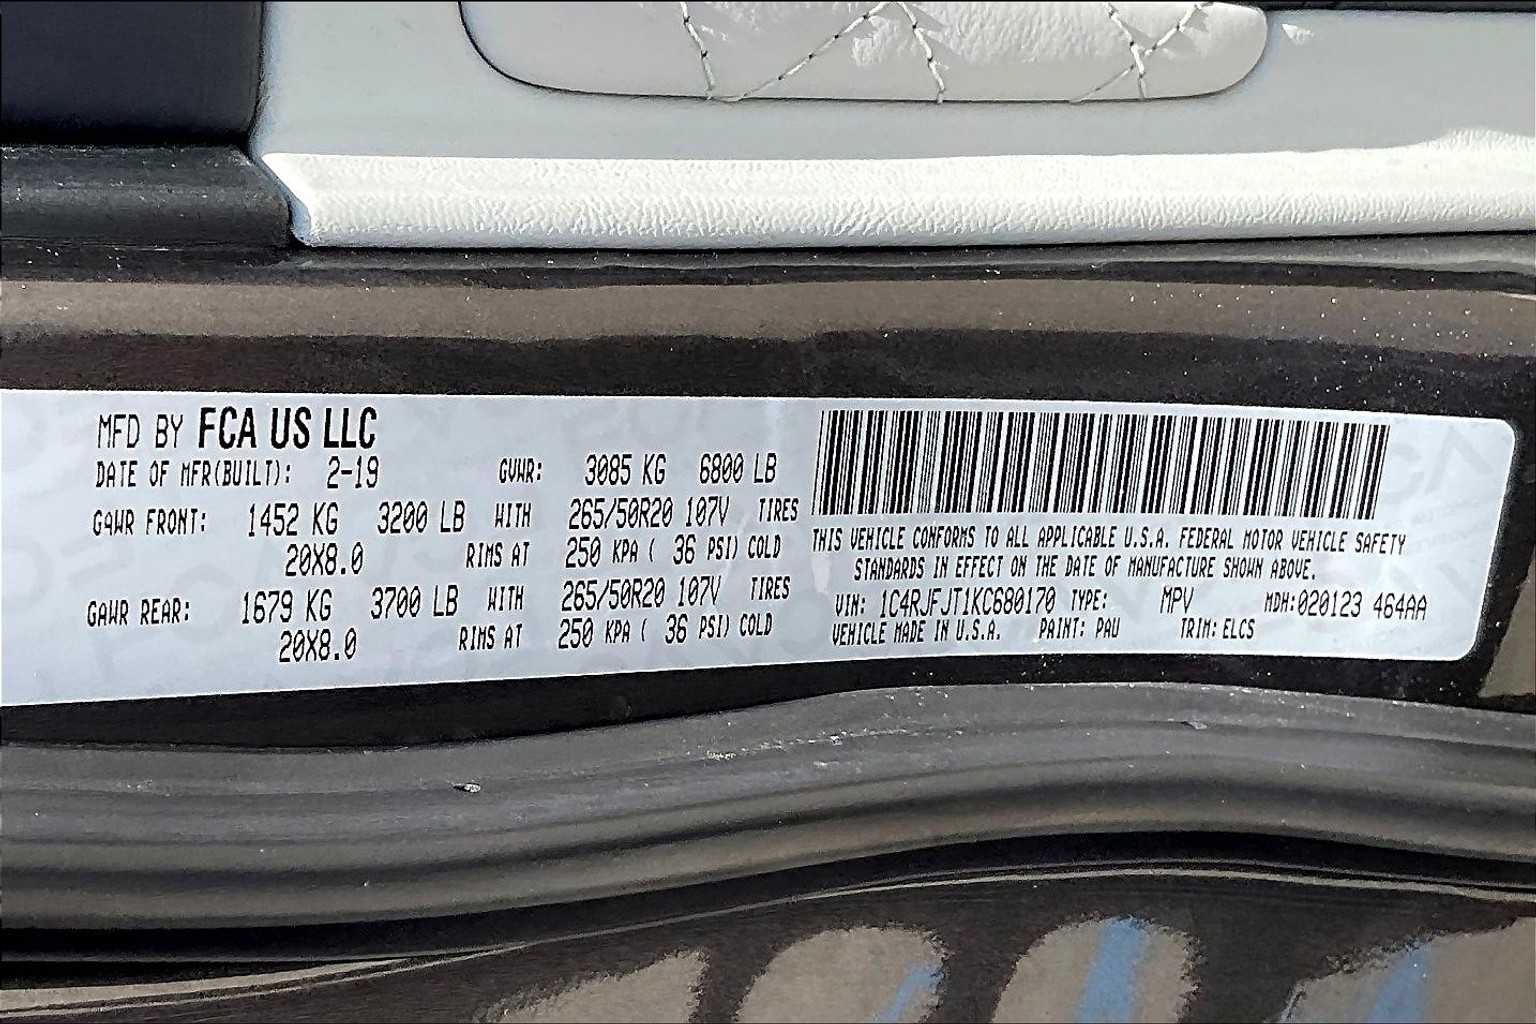 MFD BY FCA US LLC
DATE OF MFR(BUILT): 2-19 GVWR: 3085 KG 6800 LB
GAWR FRONT: 1452 KG 3200 LB WITH 265/50R20 107V TIRES
20X8.0 RIMS AT 250 KPA ( 36 PSI) COLD
GAWR REAR: 1679 KG 3700 LB WITH 265/50R20 107V TIRES
20X8.0 RIMS AT 250 KPA ( 36 PSI) COLD
THIS VEHICLE CONFORMS TO ALL APPLICABLE U.S.A. FEDERAL MOTOR VEHICLE SAFETY
STANDARDS IN EFFECT ON THE DATE OF MANUFACTURE SHOWN ABOVE.
VIN: 1C4RJFJT1KC680170 TYPE: MPV MDH:020123 464AA
VEHICLE MADE IN U.S.A. PAINT: PAU TRIM: ELCS